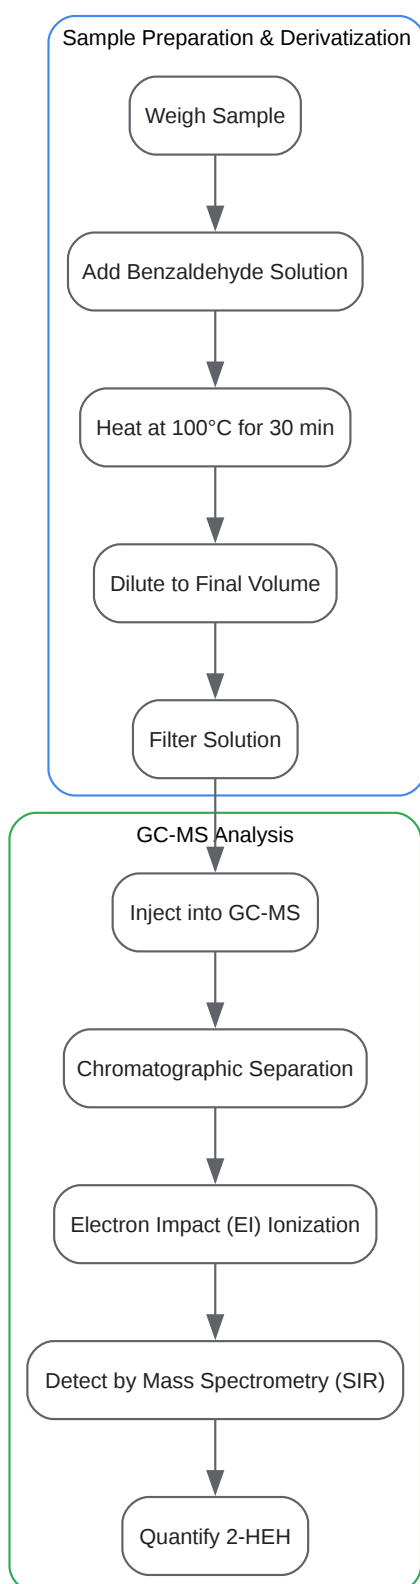 Sample Preparation & Derivatization
Weigh Sample
Add Benzaldehyde Solution
Heat at 100°C for 30 min
Dilute to Final Volume
Filter Solution
GC-MS Analysis
Inject into GC-MS
Chromatographic Separation
Electron Impact (EI) Ionization
Detect by Mass Spectrometry (SIR)
Quantify 2-HEH